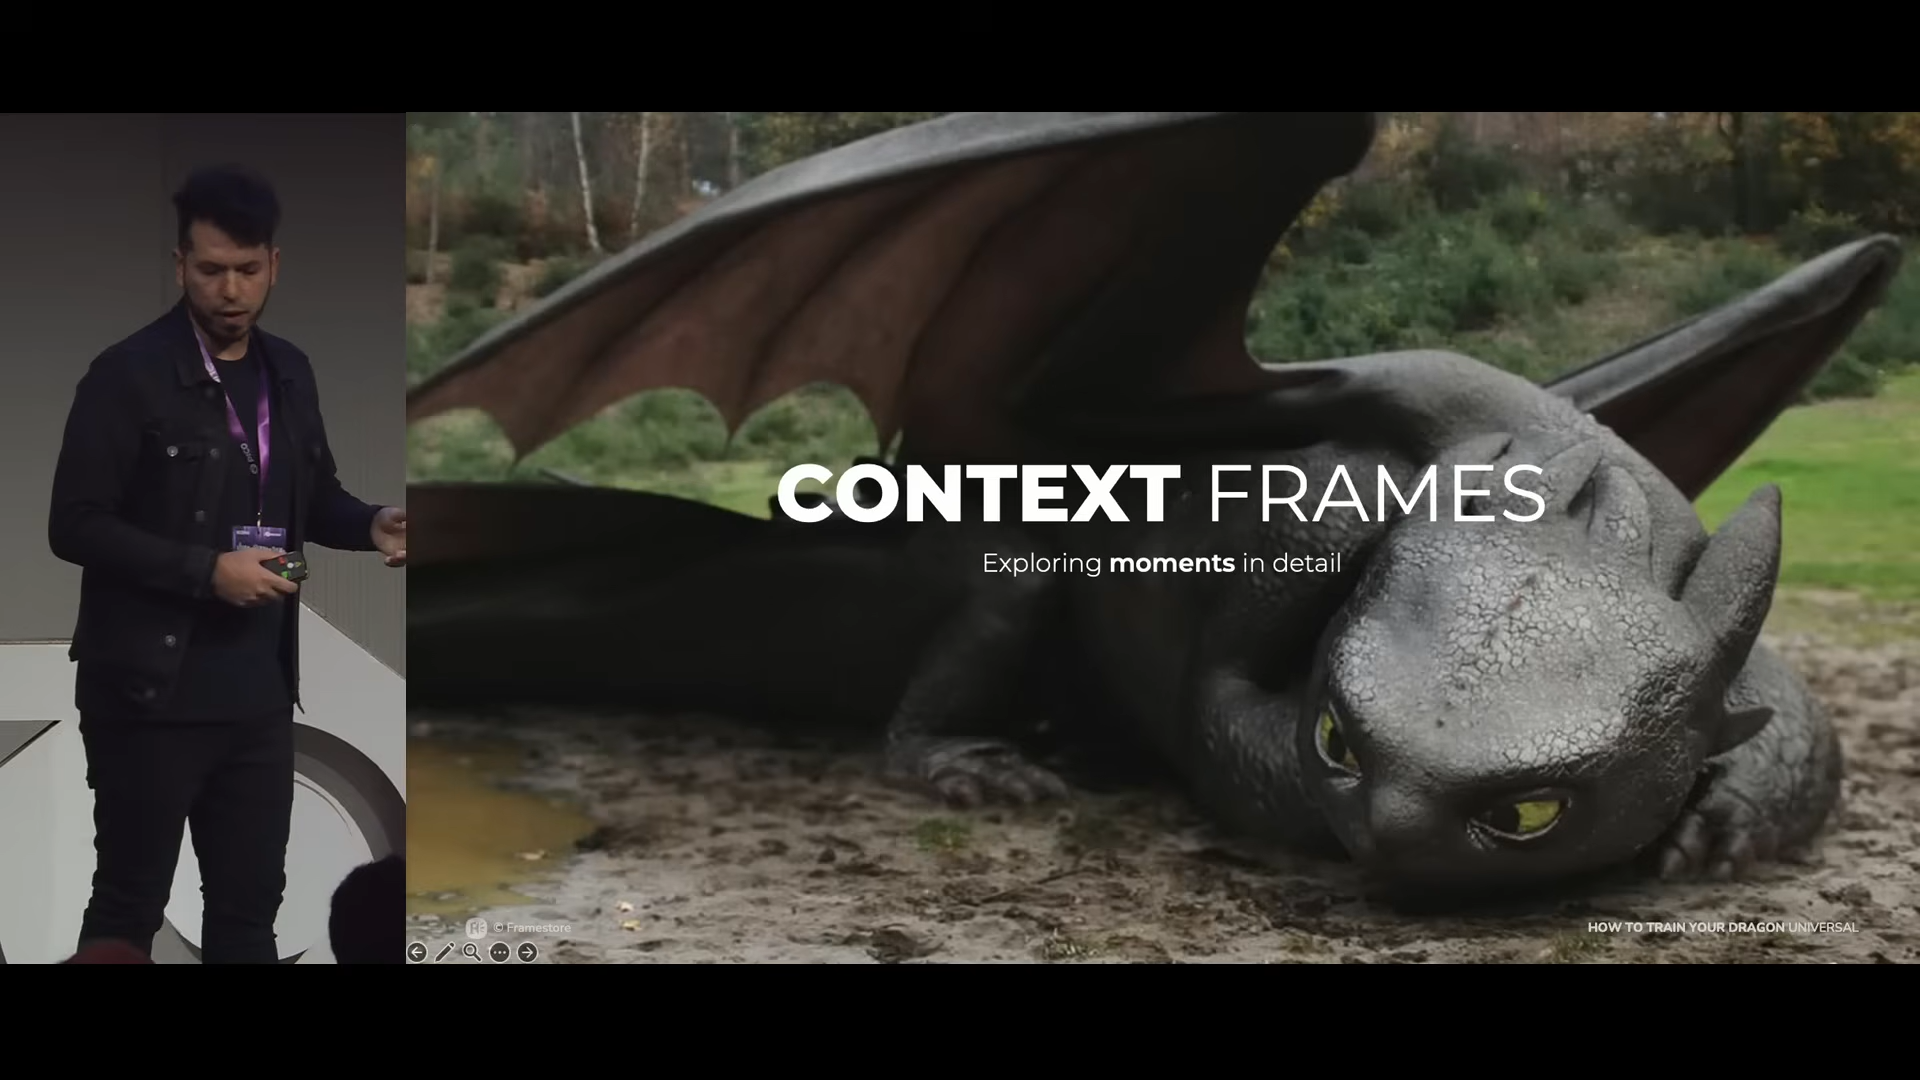 CONTEXT FRAMES
Exploring moments in detail
© Framestore
HOW TO TRAIN YOUR DRAGON UNIVERSAL